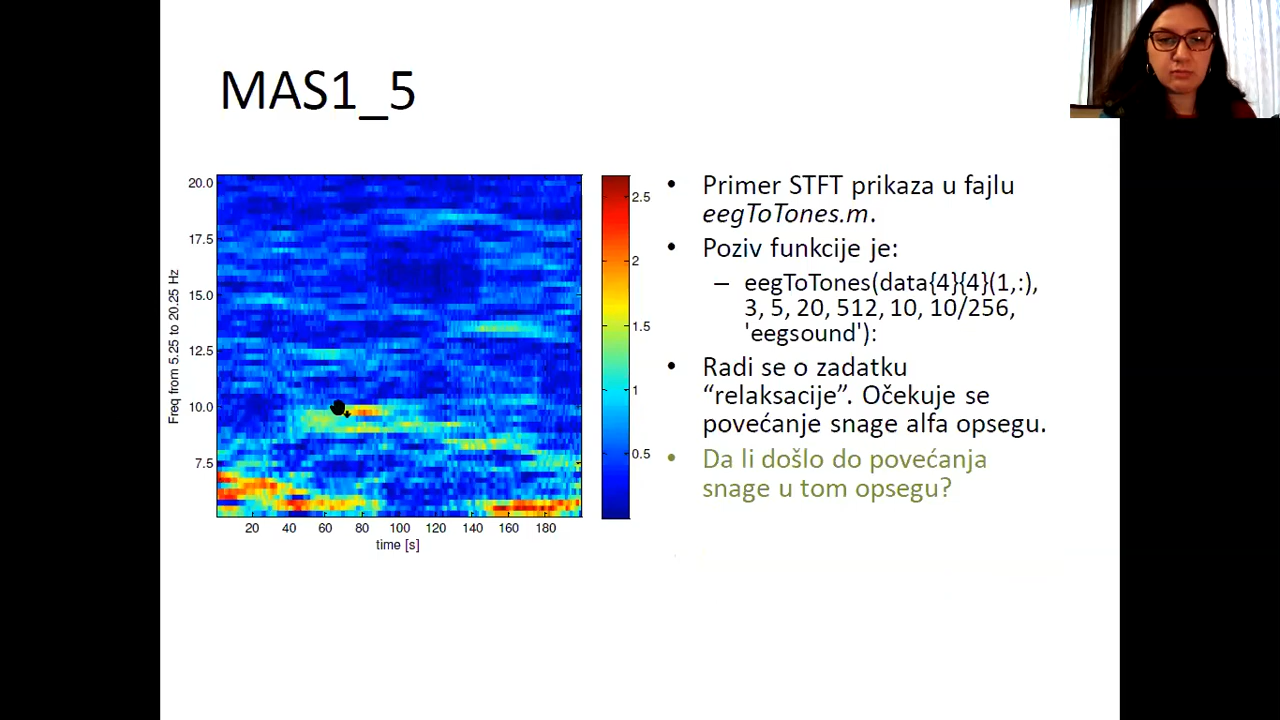 MAS1_5
20.0
17.5
15.0
12.5
10.0
7.5
Freq from 5.25 to 20.25 Hz
20 40 60 80 100 120 140 160 180
time [s]
2.5
2
1.5
1
0.5
• Primer STFT prikaza u fajlu
eegToTones.m.
• Poziv funkcije je:
– eegToTones(data{4}{4}(1,:),
3, 5, 20, 512, 10, 10/256,
'eegsound'):
• Radi se o zadatku
“relaksacije”. Očekuje se
povećanje snage alfa opsegu.
• Da li došlo do povećanja
snage u tom opsegu?